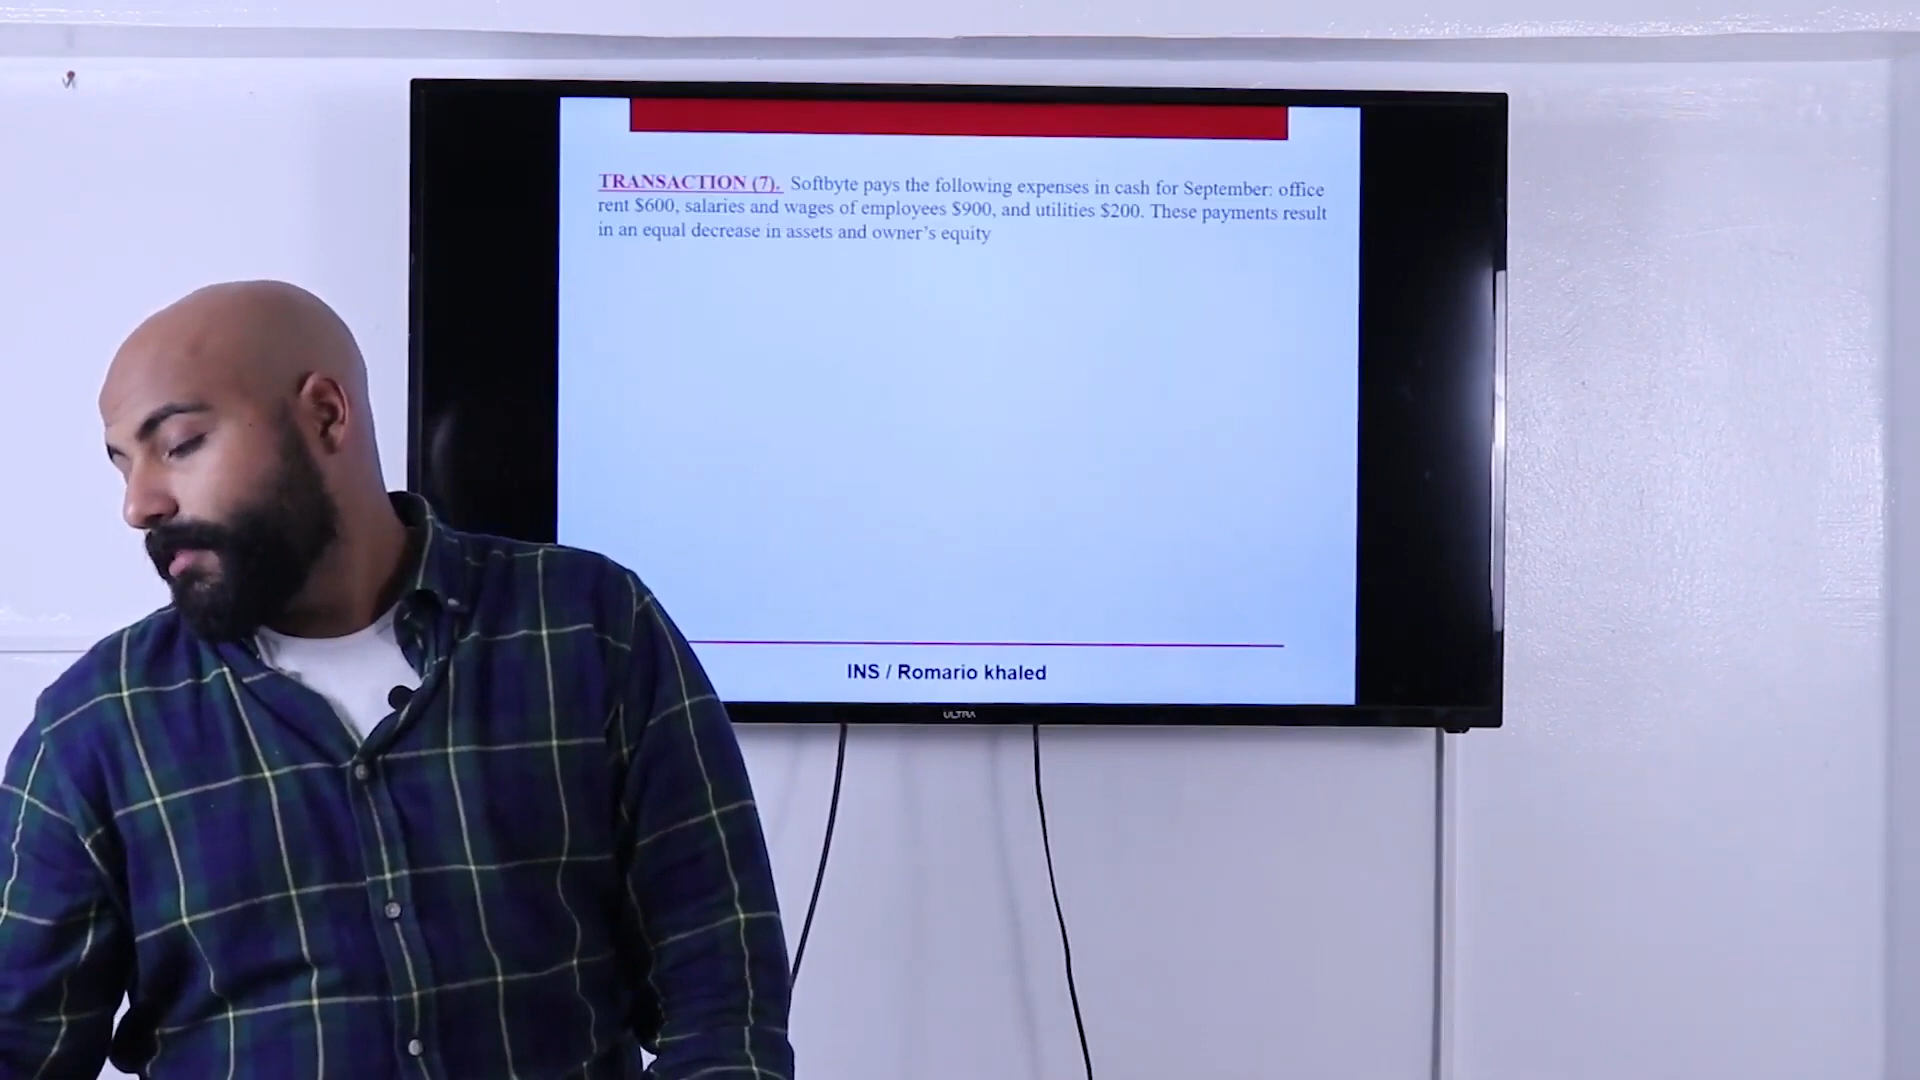 TRANSACTION (7). Softbyte pays the following expenses in cash for September: office
rent $600, salaries and wages of employees $900, and utilities $200. These payments result
in an equal decrease in assets and owner’s equity
INS / Romario khaled
ULTRA